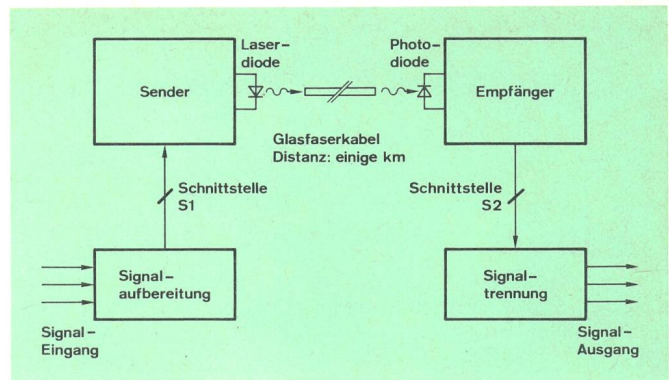 Laser-
diode
Photo-
diode
Sender
Empfänger
Glasfaserkabel
Distanz: einige km
Schnittstelle
S1
Schnittstelle
S2
Signal-
aufbereitung
Signal-
trennung
Signal-
Eingang
Signal-
Ausgang